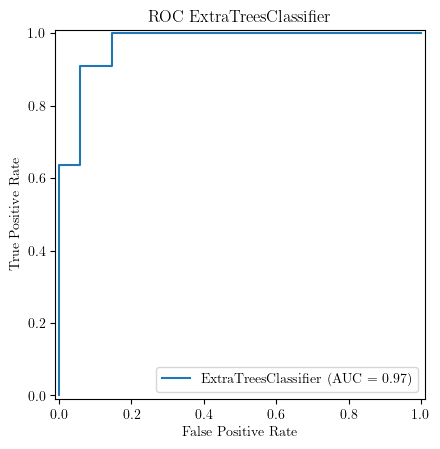 ROC ExtraTreesClassifier
1.0
0.8
0.6
0.4
0.2
0.0
True Positive Rate
ExtraTreesClassifier (AUC = 0.97)
0.0 0.2 0.4 0.6 0.8 1.0
False Positive Rate